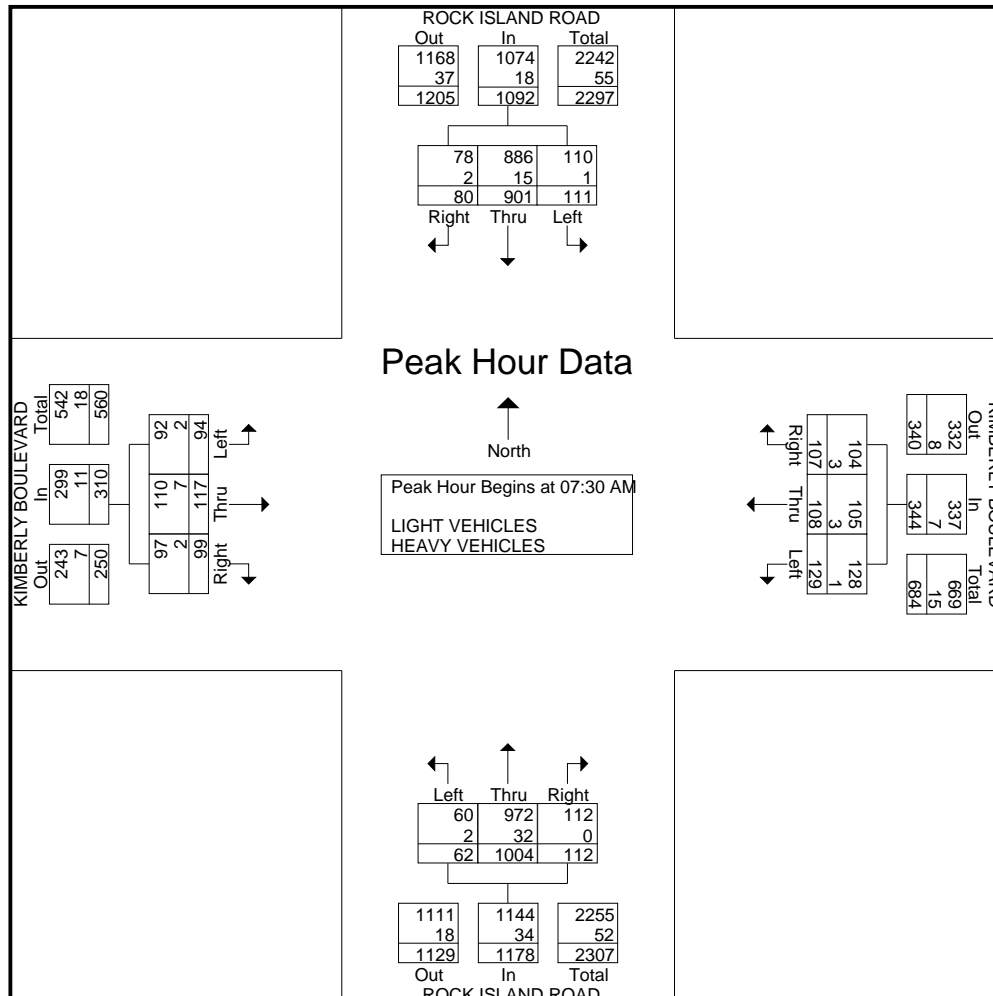 ROCK ISLAND ROAD
Out In Total
1168 1074 2242
37 18 55
1205 1092 2297
78 886 110
2 15 1
80 901 111
Right Thru Left
Peak Hour Data
North
Peak Hour Begins at 07:30 AM
LIGHT VEHICLES
HEAVY VEHICLES
KIMBERLY BOULEVARD
Out In Total
243 299 542
7 11 18
250 310 560
97 110 92
2 7 2
99 117 94
Right Thru Left
KIMBERLEY BOULEVARD
Out In Total
332 337 669
8 7 15
340 344 684
104 105 128
3 3 1
107 108 129
Right Thru Left
Left Thru Right
60 972 112
2 32 0
62 1004 112
1111 1144 2255
18 34 52
1129 1178 2307
Out In Total
ROCK ISLAND ROAD